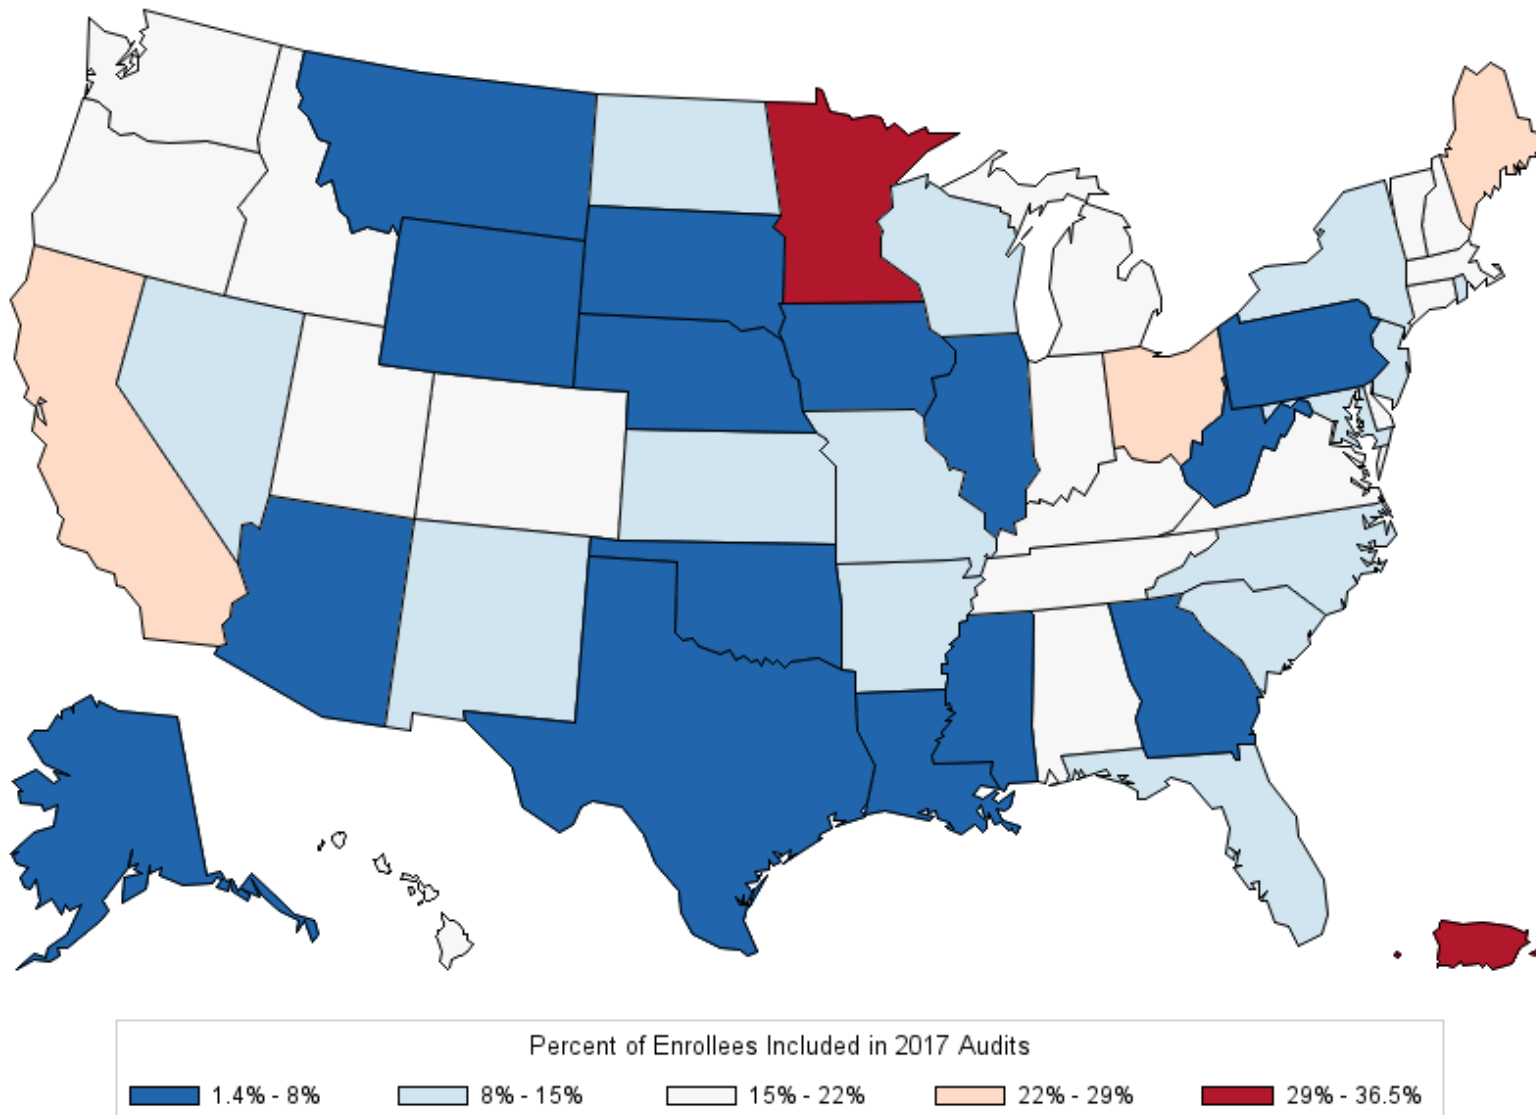 Percent of Enrollees Included in 2017 Audits
1.4% - 8% 8% - 15% 15% - 22% 22% - 29% 29% - 36.5%